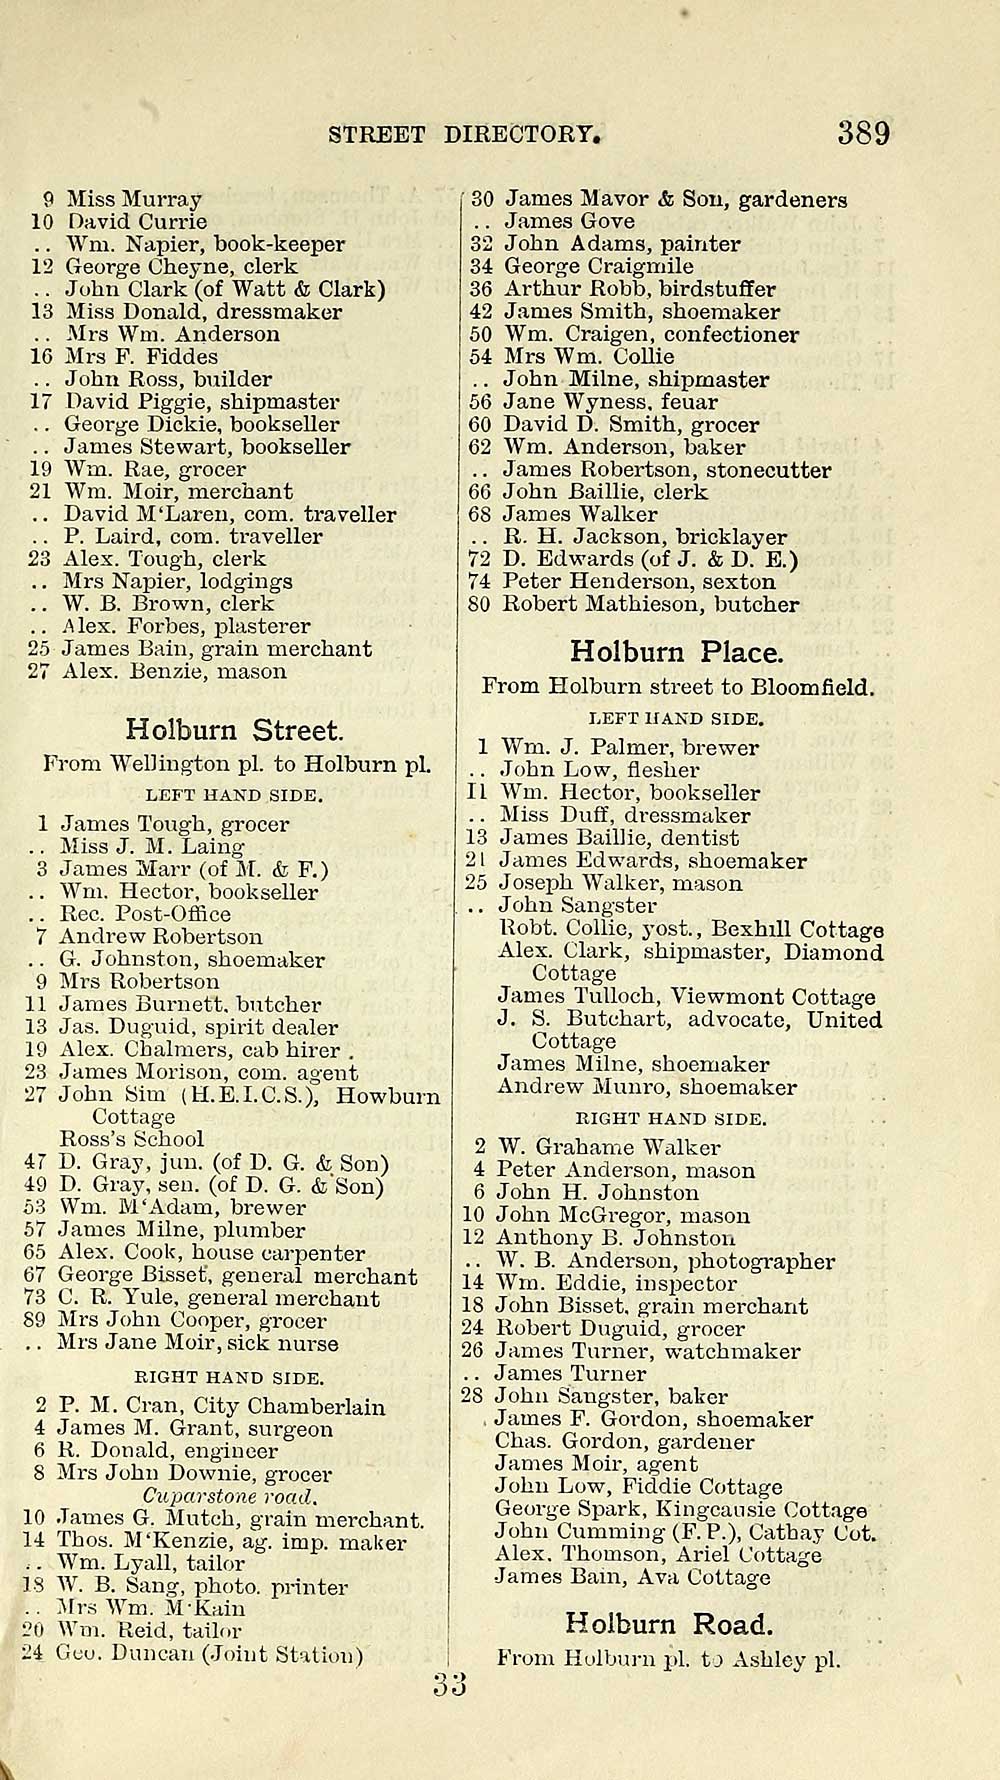 STREET DIRECTORY. 389
9 Miss Murray
10 David Currie
.. Wm. Napier, book-keeper
12 George Cheyne, clerk
.. John Clark (of Watt & Clark)
13 Miss Donald, dressmaker
.. Mrs Wm. Anderson
16 Mrs F. Fiddes
.. John Ross, builder
17 David Piggie, shipmaster
.. George Dickie, bookseller
.. James Stewart, bookseller
19 Wm. Rae, grocer
21 Wm. Moir, merchant
.. David M'Laren, com. traveller
.. P. Laird, com. traveller
23 Alex. Tough, clerk
.. Mrs Napier, lodgings
.. W. B. Brown, clerk
.. Alex. Forbes, plasterer
25 James Bain, grain merchant
27 Alex. Benzie, mason
Holburn Street.
From Wellington pl. to Holburn pl.
LEFT HAND SIDE.
1 James Tough, grocer
.. Miss J. M. Laing
3 James Marr (of M. & F.)
.. Wm. Hector, bookseller
.. Rec. Post-Office
7 Andrew Robertson
.. G. Johnston, shoemaker
9 Mrs Robertson
11 James Burnett, butcher
13 Jas. Duguid, spirit dealer
19 Alex. Chalmers, cab hirer .
23 James Morison, com. agent
27 John Sim (H.E.I.C.S.), Howburn
Cottage
Ross's School
47 D. Gray, jun. (of D. G. & Son)
49 D. Gray, sen. (of D. G. & Son)
53 Wm. M'Adam, brewer
57 James Milne, plumber
65 Alex. Cook, house carpenter
67 George Bisset, general merchant
73 C. R. Yule, general merchant
89 Mrs John Cooper, grocer
.. Mrs Jane Moir, sick nurse
RIGHT HAND SIDE.
2 P. M. Cran, City Chamberlain
4 James M. Grant, surgeon
6 R. Donald, engineer
8 Mrs John Downie, grocer
Cuparstone road.
10 James G. Mutch, grain merchant.
14 Thos. M'Kenzie, ag. imp. maker
.. Wm. Lyall, tailor
18 W. B. Sang, photo. printer
.. Mrs Wm. M'Kain
20 Wm. Reid, tailor
24 Geo. Duncan (Joint Station)
30 James Mavor & Son, gardeners
.. James Gove
32 John Adams, painter
34 George Craigmile
36 Arthur Robb, birdstuffer
42 James Smith, shoemaker
50 Wm. Craigen, confectioner
54 Mrs Wm. Collie
.. John Milne, shipmaster
56 Jane Wyness, feuar
60 David D. Smith, grocer
62 Wm. Anderson, baker
.. James Robertson, stonecutter
66 John Baillie, clerk
68 James Walker
.. R. H. Jackson, bricklayer
72 D. Edwards (of J. & D. E.)
74 Peter Henderson, sexton
80 Robert Mathieson, butcher
Holburn Place.
From Holburn street to Bloomfield.
LEFT HAND SIDE.
1 Wm. J. Palmer, brewer
.. John Low, flesher
11 Wm. Hector, bookseller
.. Miss Duff, dressmaker
13 James Baillie, dentist
21 James Edwards, shoemaker
25 Joseph Walker, mason
.. John Sangster
Robt. Collie, yost., Bexhill Cottage
Alex. Clark, shipmaster, Diamond
Cottage
James Tulloch, Viewmont Cottage
J. S. Butchart, advocate, United
Cottage
James Milne, shoemaker
Andrew Munro, shoemaker
RIGHT HAND SIDE.
2 W. Grahame Walker
4 Peter Anderson, mason
6 John H. Johnston
10 John McGregor, mason
12 Anthony B. Johnston
.. W. B. Anderson, photographer
14 Wm. Eddie, inspector
18 John Bisset, grain merchant
24 Robert Duguid, grocer
26 James Turner, watchmaker
.. James Turner
28 John Sangster, baker
James F. Gordon, shoemaker
Chas. Gordon, gardener
James Moir, agent
John Low, Fiddie Cottage
George Spark, Kingcausie Cottage
John Cumming (F. P.), Cathay Cot.
Alex. Thomson, Ariel Cottage
James Bain, Ava Cottage
Holburn Road.
From Holburn pl. to Ashley pl.
33